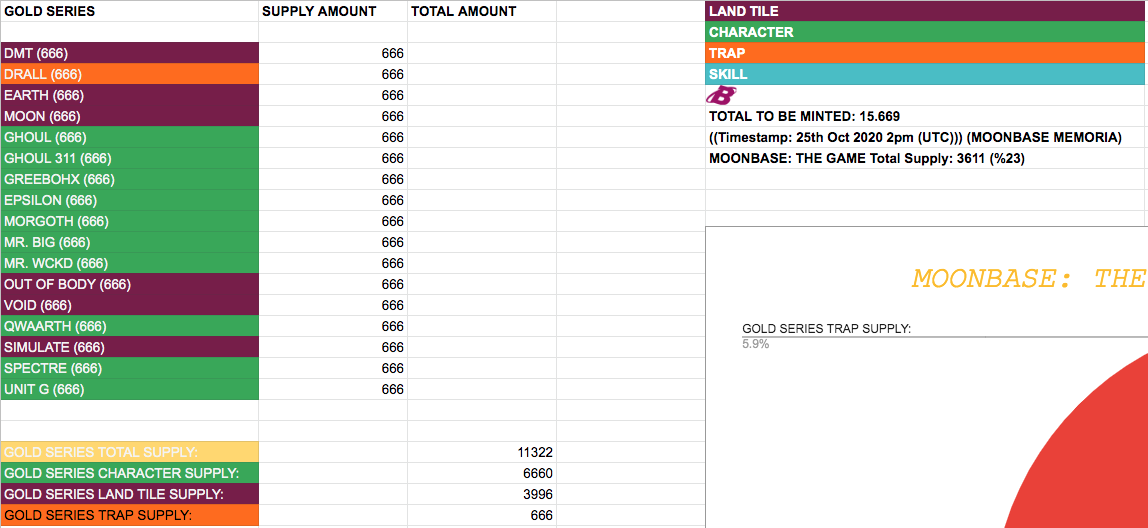 GOLD SERIES SUPPLY AMOUNT TOTAL AMOUNT
DMT (666) 666
DRALL (666) 666
EARTH (666) 666
MOON (666) 666
GHOUL (666) 666
GHOUL 311 (666) 666
GREEBOHX (666) 666
EPSILON (666) 666
MORGOTH (666) 666
MR. BIG (666) 666
MR. WCKD (666) 666
OUT OF BODY (666) 666
VOID (666) 666
QWAARTH (666) 666
SIMULATE (666) 666
SPECTRE (666) 666
UNIT G (666) 666
GOLD SERIES TOTAL SUPPLY: 11322
GOLD SERIES CHARACTER SUPPLY: 6660
GOLD SERIES LAND TILE SUPPLY: 3996
GOLD SERIES TRAP SUPPLY: 666
LAND TILE
CHARACTER
TRAP
SKILL
B
TOTAL TO BE MINTED: 15.669
((Timestamp: 25th Oct 2020 2pm (UTC))) (MOONBASE MEMORIA)
MOONBASE: THE GAME Total Supply: 3611 (%23)
MOONBASE: THE
GOLD SERIES TRAP SUPPLY:
5.9%